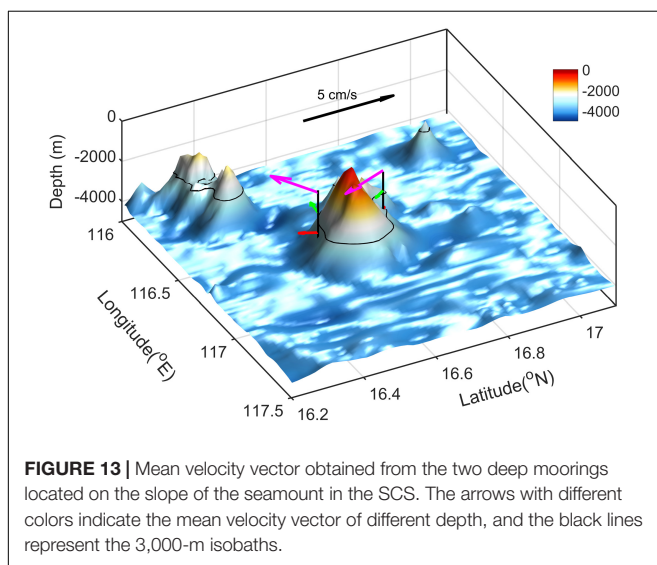 5 cm/s
0
-2000
-4000
Depth (m)
0
-2000
-4000
116
116.5
117
117.5
Longitude(°E)
16.2
16.4
16.6
16.8
17
Latitude(°N)
FIGURE 13 | Mean velocity vector obtained from the two deep moorings
located on the slope of the seamount in the SCS. The arrows with different
colors indicate the mean velocity vector of different depth, and the black lines
represent the 3,000-m isobaths.